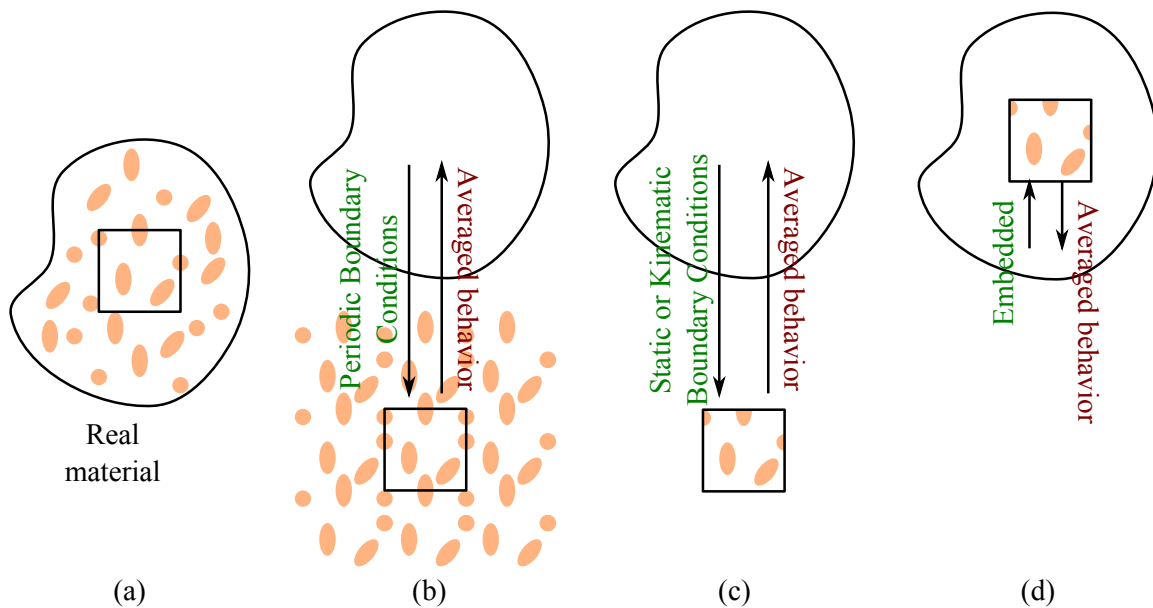 Real
material
Periodic Boundary
Conditions
Averaged behavior
Static or Kinematic
Boundary Conditions
Averaged behavior
Embedded
Averaged behavior
(a)
(b)
(c)
(d)